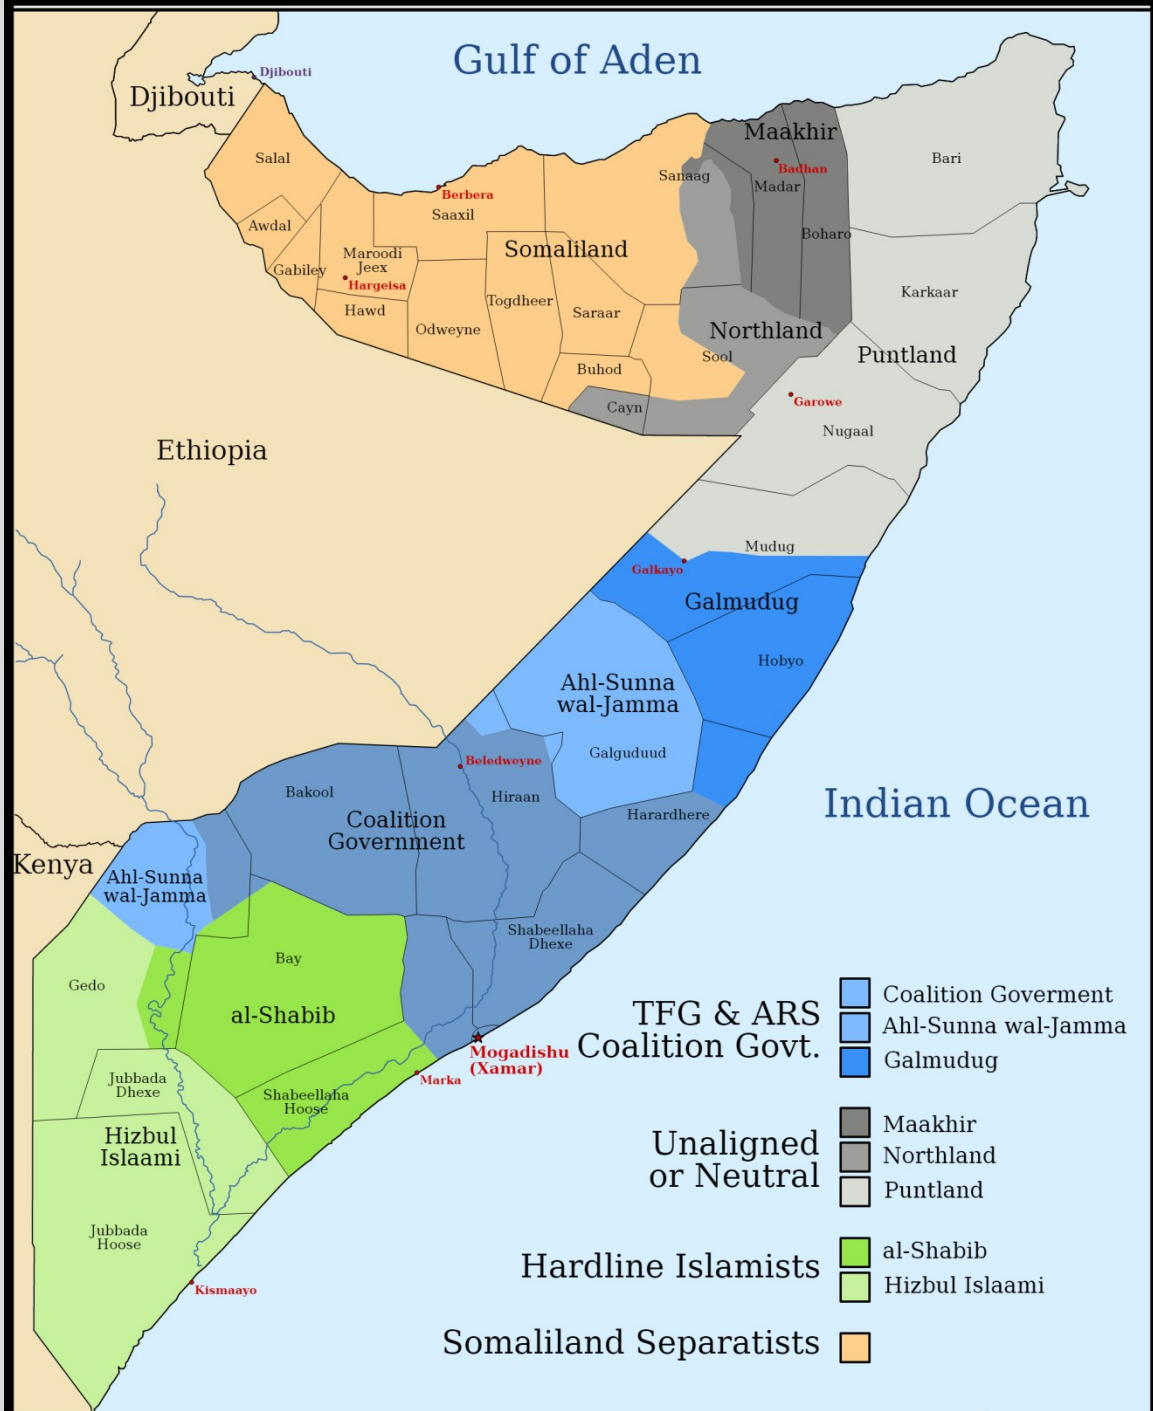 Gulf of Aden
Djibouti
Djibouti
Maakhir
Salal
Bari
Badhan
Sanaag
Madar
Berbera
Saaxil
Awdal
Boharo
Somaliland
Maroodi
Jeex
Gabiley
Hargeisa
Karkaar
Togdheer
Hawd
Saraar
Odweyne
Northland
Sool
Puntland
Buhod
Garowe
Cayn
Nugaal
Ethiopia
Mudug
Galkayo
Galmudug
Hobyo
Ahl-Sunna
wal-Jamma
Galguduud
Beledweyne
Bakool
Hiraan
Indian Ocean
Harardhere
Coalition
Government
Kenya
Ahl-Sunna
wal-Jamma
Shabeellaha
Dhexe
Bay
Gedo
al-Shabib
Mogadishu
(Xamar)
Marka
Jubbada
Dhexe
Shabeellaha
Hoose
Hizbul
Islaami
Jubbada
Hoose
Kismaayo
TFG & ARS
Coalition Govt.
Coalition Goverment
Ahl-Sunna wal-Jamma
Galmudug
Unaligned
or Neutral
Maakhir
Northland
Puntland
Hardline Islamists
al-Shabib
Hizbul Islaami
Somaliland Separatists